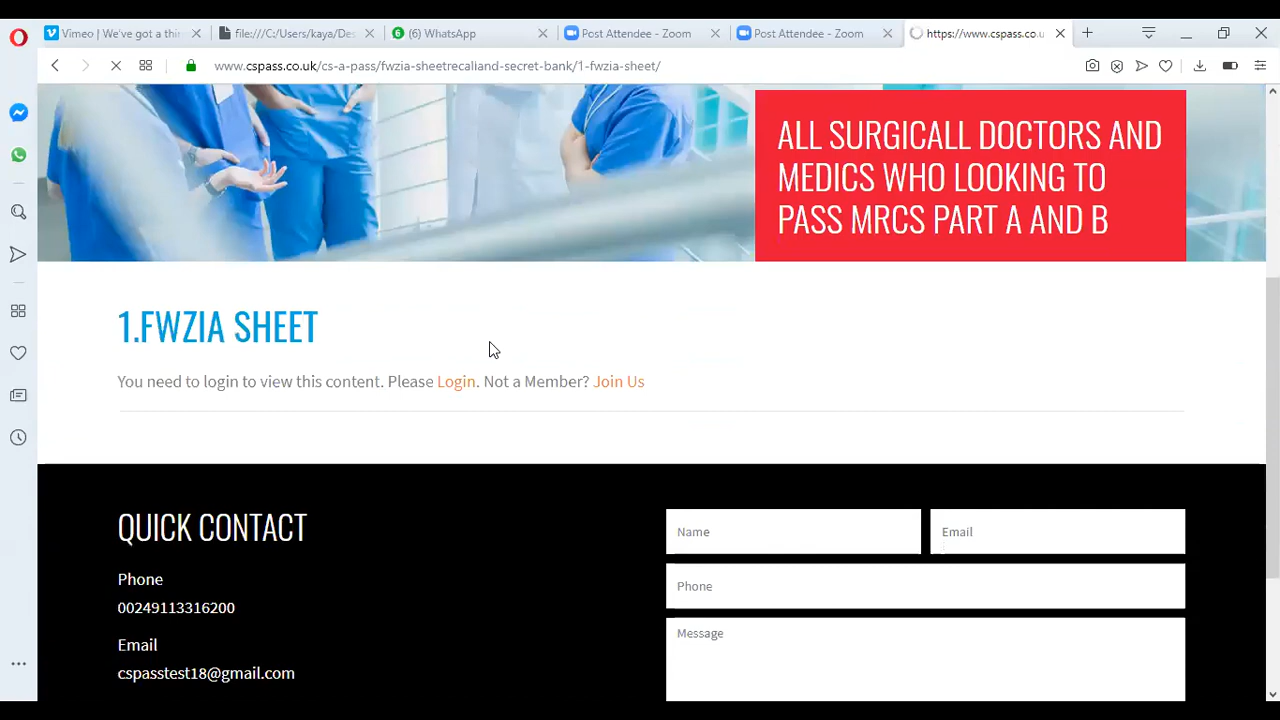 Vimeo | We've got a thin
file:///C:/Users/kaya/Des
(6) WhatsApp
Post Attendee - Zoom
Post Attendee - Zoom
https://www.cspass.co.u
www.cspass.co.uk/cs-a-pass/fwzia-sheetrecaliand-secret-bank/1-fwzia-sheet/
ALL SURGICALL DOCTORS AND
MEDICS WHO LOOKING TO
PASS MRCS PART A AND B
1.FWZIA SHEET
You need to login to view this content. Please Login. Not a Member? Join Us
QUICK CONTACT
Phone
00249113316200
Email
cspasstest18@gmail.com
Name
Email
Phone
Message